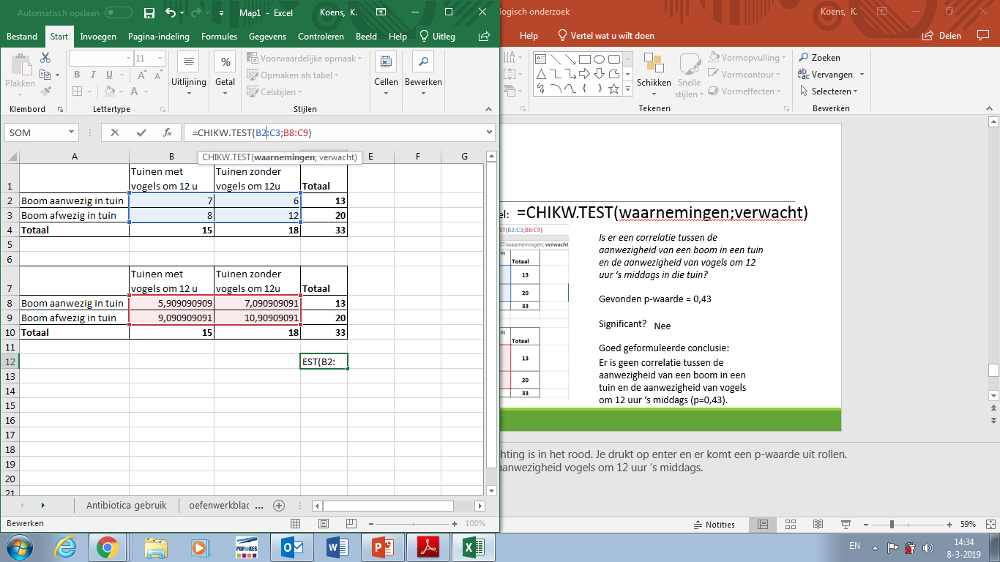 Automatisch opslaan
Map1 - Excel
Koens, K.
Bestand Start Invoegen Pagina-indeling Formules Gegevens Controleren Beeld Help Uitleg
Plakken
Klembord
11
B I U
A A
Lettertype
Uitlijning
%
Getal
Voorwaardelijke opmaak
Opmaken als tabel
Celstijlen
Stijlen
Cellen
Bewerken
SOM
fx
=CHIKW.TEST(B2:C3;B8:C9)
CHIKW.TEST(waarnemingen; verwacht)
A B E F G
Tuinen met Tuinen zonder
1 vogels om 12 u vogels om 12u Totaal
2 Boom aanwezig in tuin 7 6 13
3 Boom afwezig in tuin 8 12 20
4 Totaal 15 18 33
5
6
Tuinen met Tuinen zonder
7 vogels om 12 u vogels om 12u Totaal
8 Boom aanwezig in tuin 5,909090909 7,090909091 13
9 Boom afwezig in tuin 9,090909091 10,90909091 20
10 Totaal 15 18 33
11
12 EST(B2:
13
14
15
16
17
18
19
20
21
Antibiotica gebruik oefenwerkblad ...
Bewerken
100%
logisch onderzoek
Koens, K.
Help Vertel wat u wilt doen
Delen
Schikken
Snelle stijlen
Vormopvulling
Vormcontour
Vormeffecten
Tekenen
Zoeken
Vervangen
Selecteren
Bewerken
el: =CHIKW.TEST(waarnemingen;verwacht)
ST(B2:C3;B8:C9)
EST(waarnemingen; verwacht
m
Totaal
13
20
33
m
Totaal
13
20
33
Is er een correlatie tussen de
aanwezigheid van een boom in een tuin
en de aanwezigheid van vogels om 12
uur ‘s middags in die tuin?
Gevonden p-waarde = 0,43
Significant? Nee
Goed geformuleerde conclusie:
Er is geen correlatie tussen de
aanwezigheid van een boom in een
tuin en de aanwezigheid van vogels
om 12 uur ‘s middags (p=0,43).
hting is in het rood. Je drukt op enter en er komt een p-waarde uit rollen.
aanwezigheid vogels om 12 uur ‘s middags.
Notities
59%
PDFtoKES
EN
14:34
8-3-2019